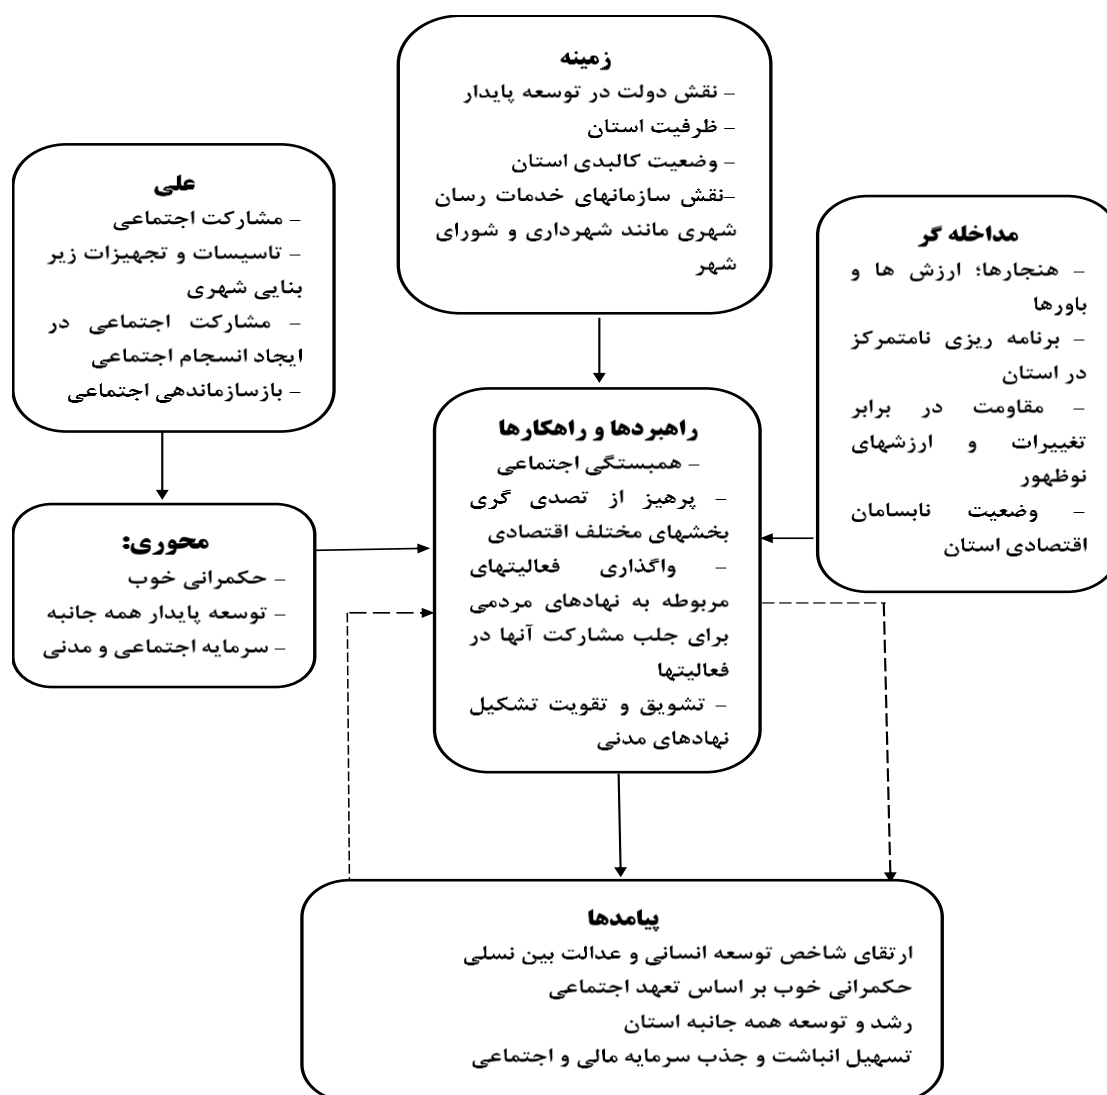 زمینه
– نقش دولت در توسعه پایدار
– ظرفیت استان
– وضعیت کالبدی استان
–نقش سازمانهای خدمات رسان
شهری مانند شهرداری و شورای
شهر
علی
– مشارکت اجتماعی
– تاسیسات و تجهیزات زیر
بنایی شهری
– مشارکت اجتماعی در
ایجاد انسجام اجتماعی
– بازسازماندهی اجتماعی
مداخله گر
– هنجارها؛ ارزش ها و
باورها
– برنامه ریزی نامتمرکز
در استان
– مقاومت در برابر
تغییرات و ارزشهای
نوظهور
– وضعیت نابسامان
اقتصادی استان
راهبردها و راهکارها
– همبستگی اجتماعی
– پرهیز از تصدی گری
بخشهای مختلف اقتصادی
– واگذاری فعالیتهای
مربوطه به نهادهای مردمی
برای جلب مشارکت آنها در
فعالیتها
– تشویق و تقویت تشکیل
نهادهای مدنی
محوری:
– حکمرانی خوب
– توسعه پایدار همه جانبه
– سرمایه اجتماعی و مدنی
پیامدها
ارتقای شاخص توسعه انسانی و عدالت بین نسلی
حکمرانی خوب بر اساس تعهد اجتماعی
رشد و توسعه همه جانبه استان
تسهیل انباشت و جذب سرمایه مالی و اجتماعی